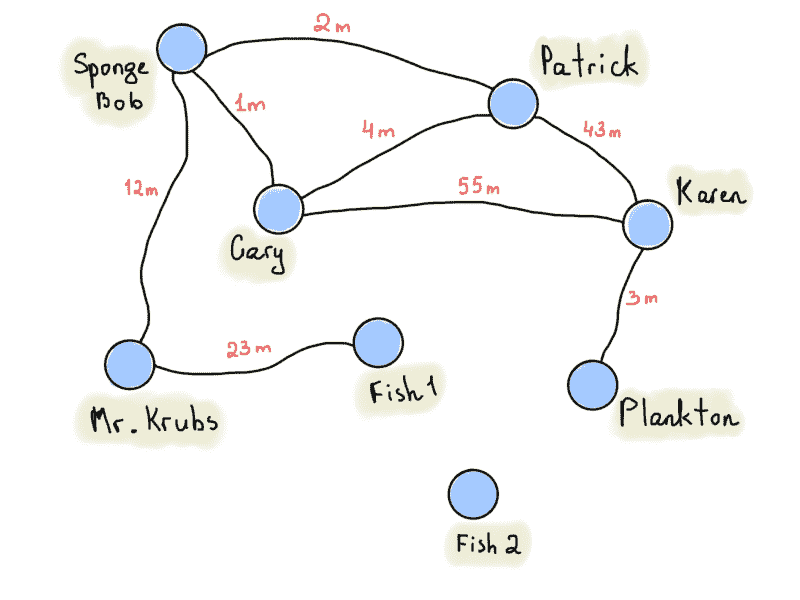 2m
Sponge
Bob
Patrick
1m
4m
43m
12m
55m
Karen
Gary
3m
23m
Fish 1
Mr. Krubs
Plankton
Fish 2